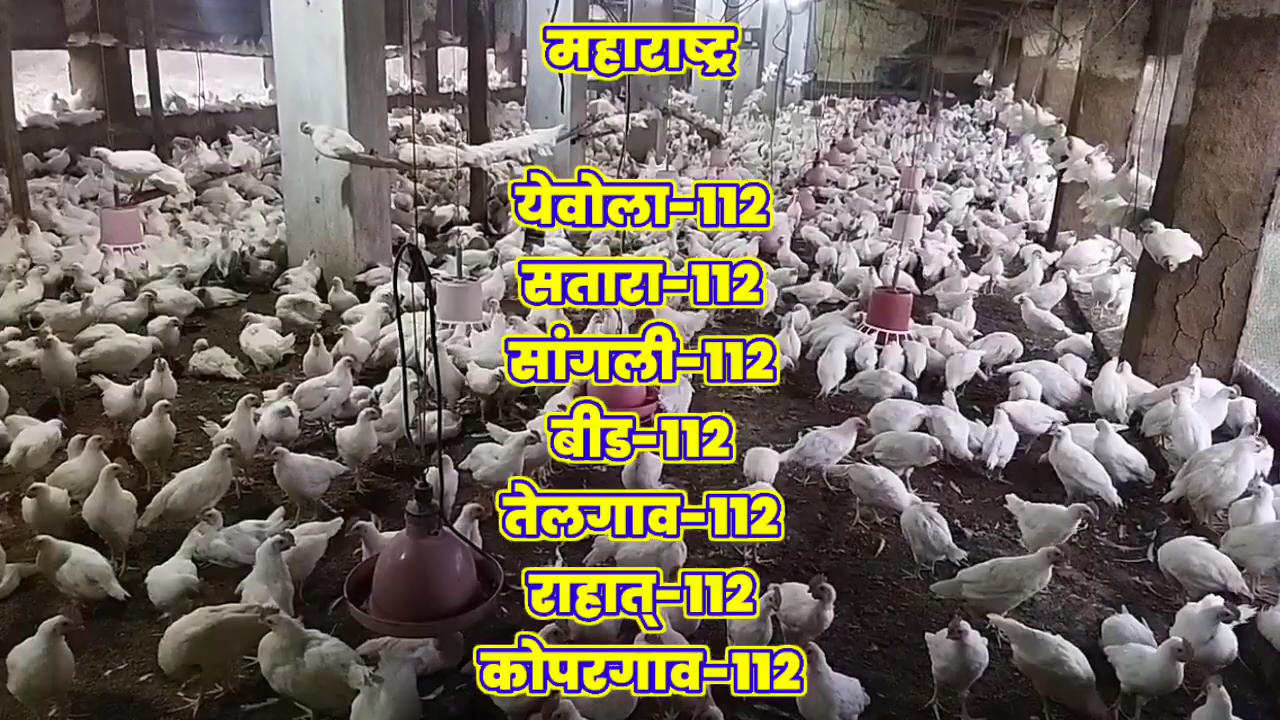 महाराष्ट्र
येवोला-112
सतारा-112
सांगली-112
बीड-112
तेलगाव-112
राहात्-112
कोपरगाव-112